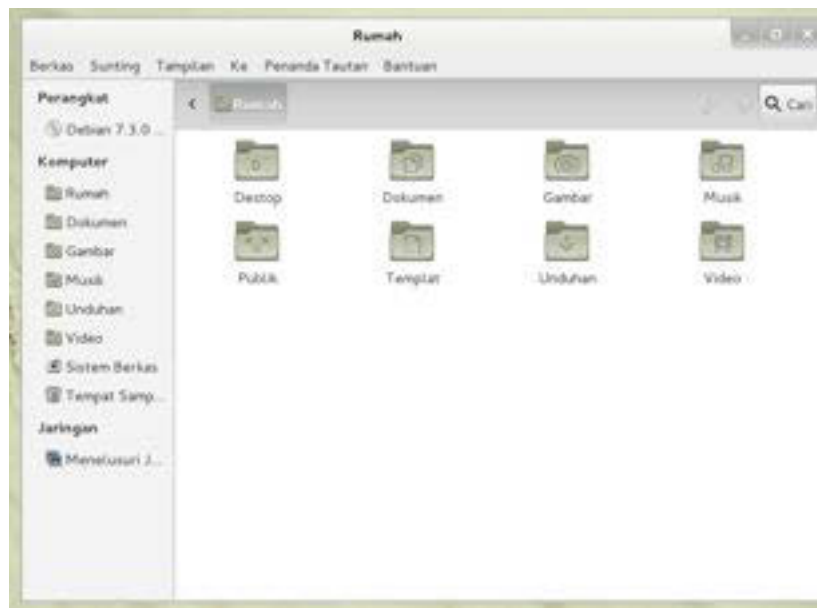 Rumah
Berkas Sunting Tampilan Ke Penanda Tautan Bantuan
Perangkat
Debian 7.3.0 ...
Komputer
Rumah
Dokumen
Gambar
Musik
Unduhan
Video
Sistem Berkas
Tempat Samp...
Jaringan
Menelusuri J...
Rumah
Cari
Destop Dokumen Gambar Musik
Publik Templat Unduhan Video